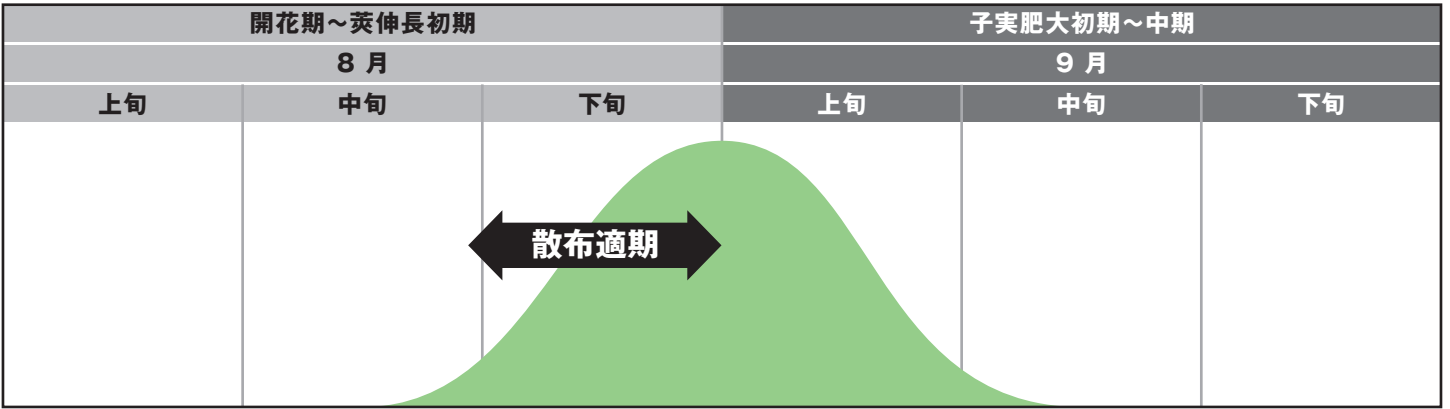 開花期～莢伸長初期
子実肥大初期～中期
8 月
9 月
上旬
中旬
下旬
上旬
中旬
下旬
散布適期